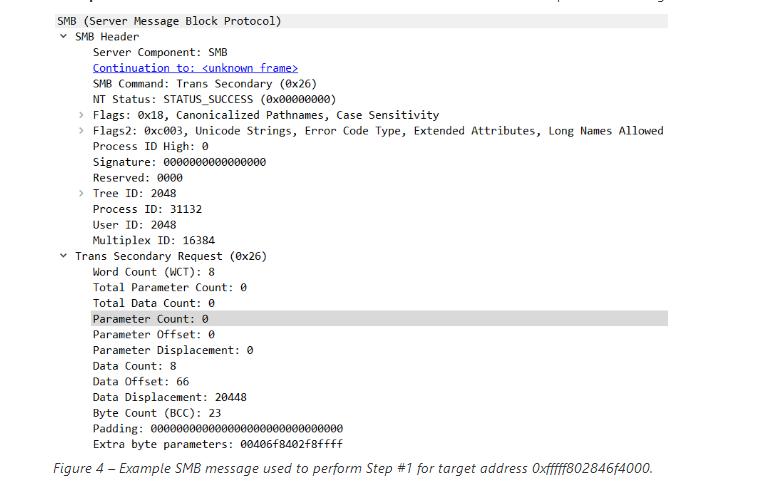 SMB (Server Message Block Protocol)
SMB Header
Server Component: SMB
Continuation to: <unknown frame>
SMB Command: Trans Secondary (0x26)
NT Status: STATUS_SUCCESS (0x00000000)
Flags: 0x18, Canonicalized Pathnames, Case Sensitivity
Flags2: 0xc003, Unicode Strings, Error Code Type, Extended Attributes, Long Names Allowed
Process ID High: 0
Signature: 0000000000000000
Reserved: 0000
Tree ID: 2048
Process ID: 31132
User ID: 2048
Multiplex ID: 16384
Trans Secondary Request (0x26)
Word Count (WCT): 8
Total Parameter Count: 0
Total Data Count: 0
Parameter Count: 0
Parameter Offset: 0
Parameter Displacement: 0
Data Count: 8
Data Offset: 66
Data Displacement: 20448
Byte Count (BCC): 23
Padding: 000000000000000000000000000000
Extra byte parameters: 00406f8402f8ffff
Figure 4 – Example SMB message used to perform Step #1 for target address 0xfffff802846f4000.